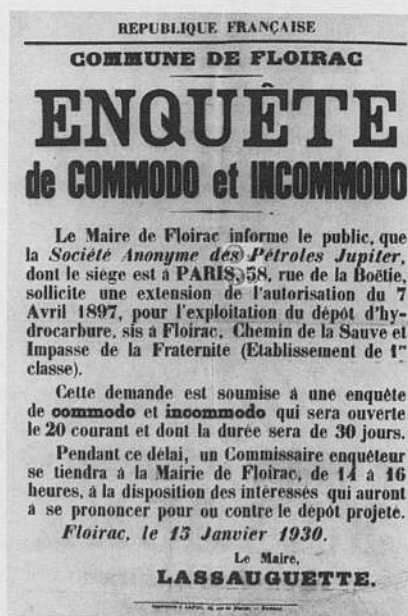 REPUBLIQUE FRANÇAISE
COMMUNE DE FLOIRAC
ENQUÊTE
de COMMODO et INCOMMODO
Le Maire de Floirac informe le public, que
la Société Anonyme des Pétroles Jupiter,
dont le siège est à PARIS, 58, rue de la Boëtie,
sollicite une extension de l'autorisation du 7
Avril 1897, pour l'exploitation du dépôt d'hy-
drocarbure, sis à Floirac, Chemin de la Sauve et
Impasse de la Fraternite (Etablissement de 1re
classe).
Cette demande est soumise à une enquête
de commodo et incommodo qui sera ouverte
le 20 courant et dont la durée sera de 30 jours.
Pendant ce délai, un Commissaire enquêteur
se tiendra à la Mairie de Floirac, de 14 à 16
heures, à la disposition des intéressés qui auront
à se prononcer pour ou contre le dépôt projeté.
Floirac, le 13 Janvier 1930.
Le Maire,
LASSAUGUETTE.